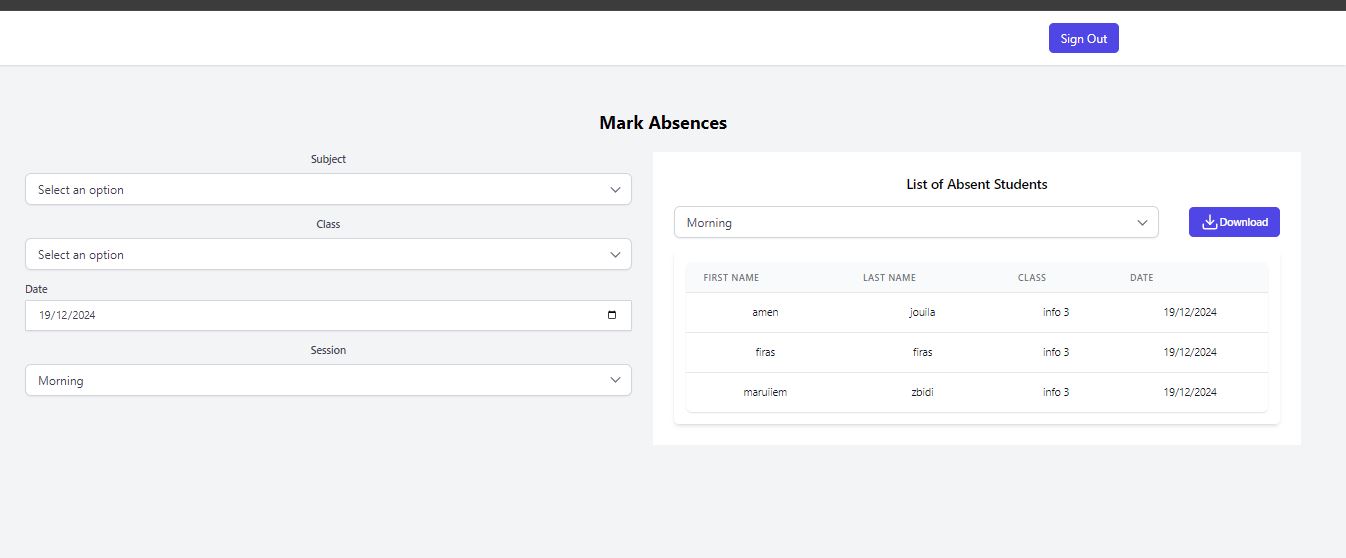 Sign Out
Mark Absences
Subject
Select an option
Class
Select an option
Date
19/12/2024
Session
Morning
List of Absent Students
Morning
Download
FIRST NAME LAST NAME CLASS DATE
amen jouila info 3 19/12/2024
firas firas info 3 19/12/2024
maruiiem zbidi info 3 19/12/2024